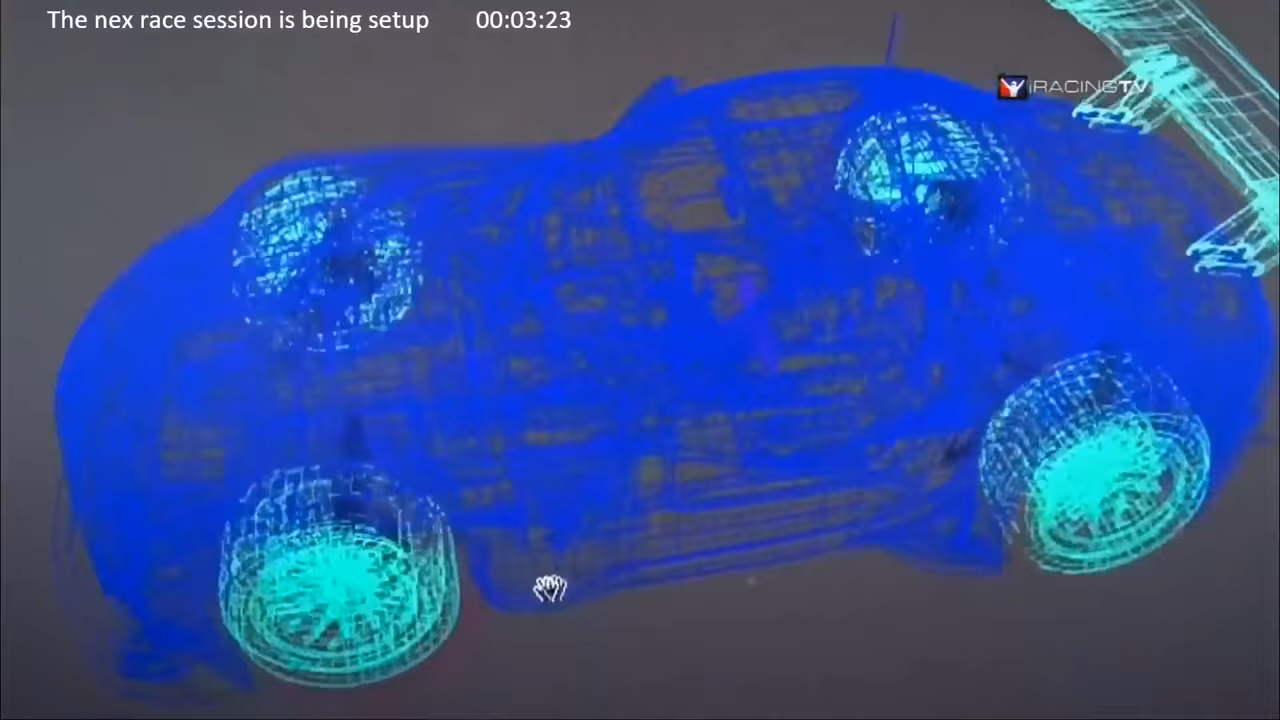 The nex race session is being setup 00:03:23
iRACINGTV